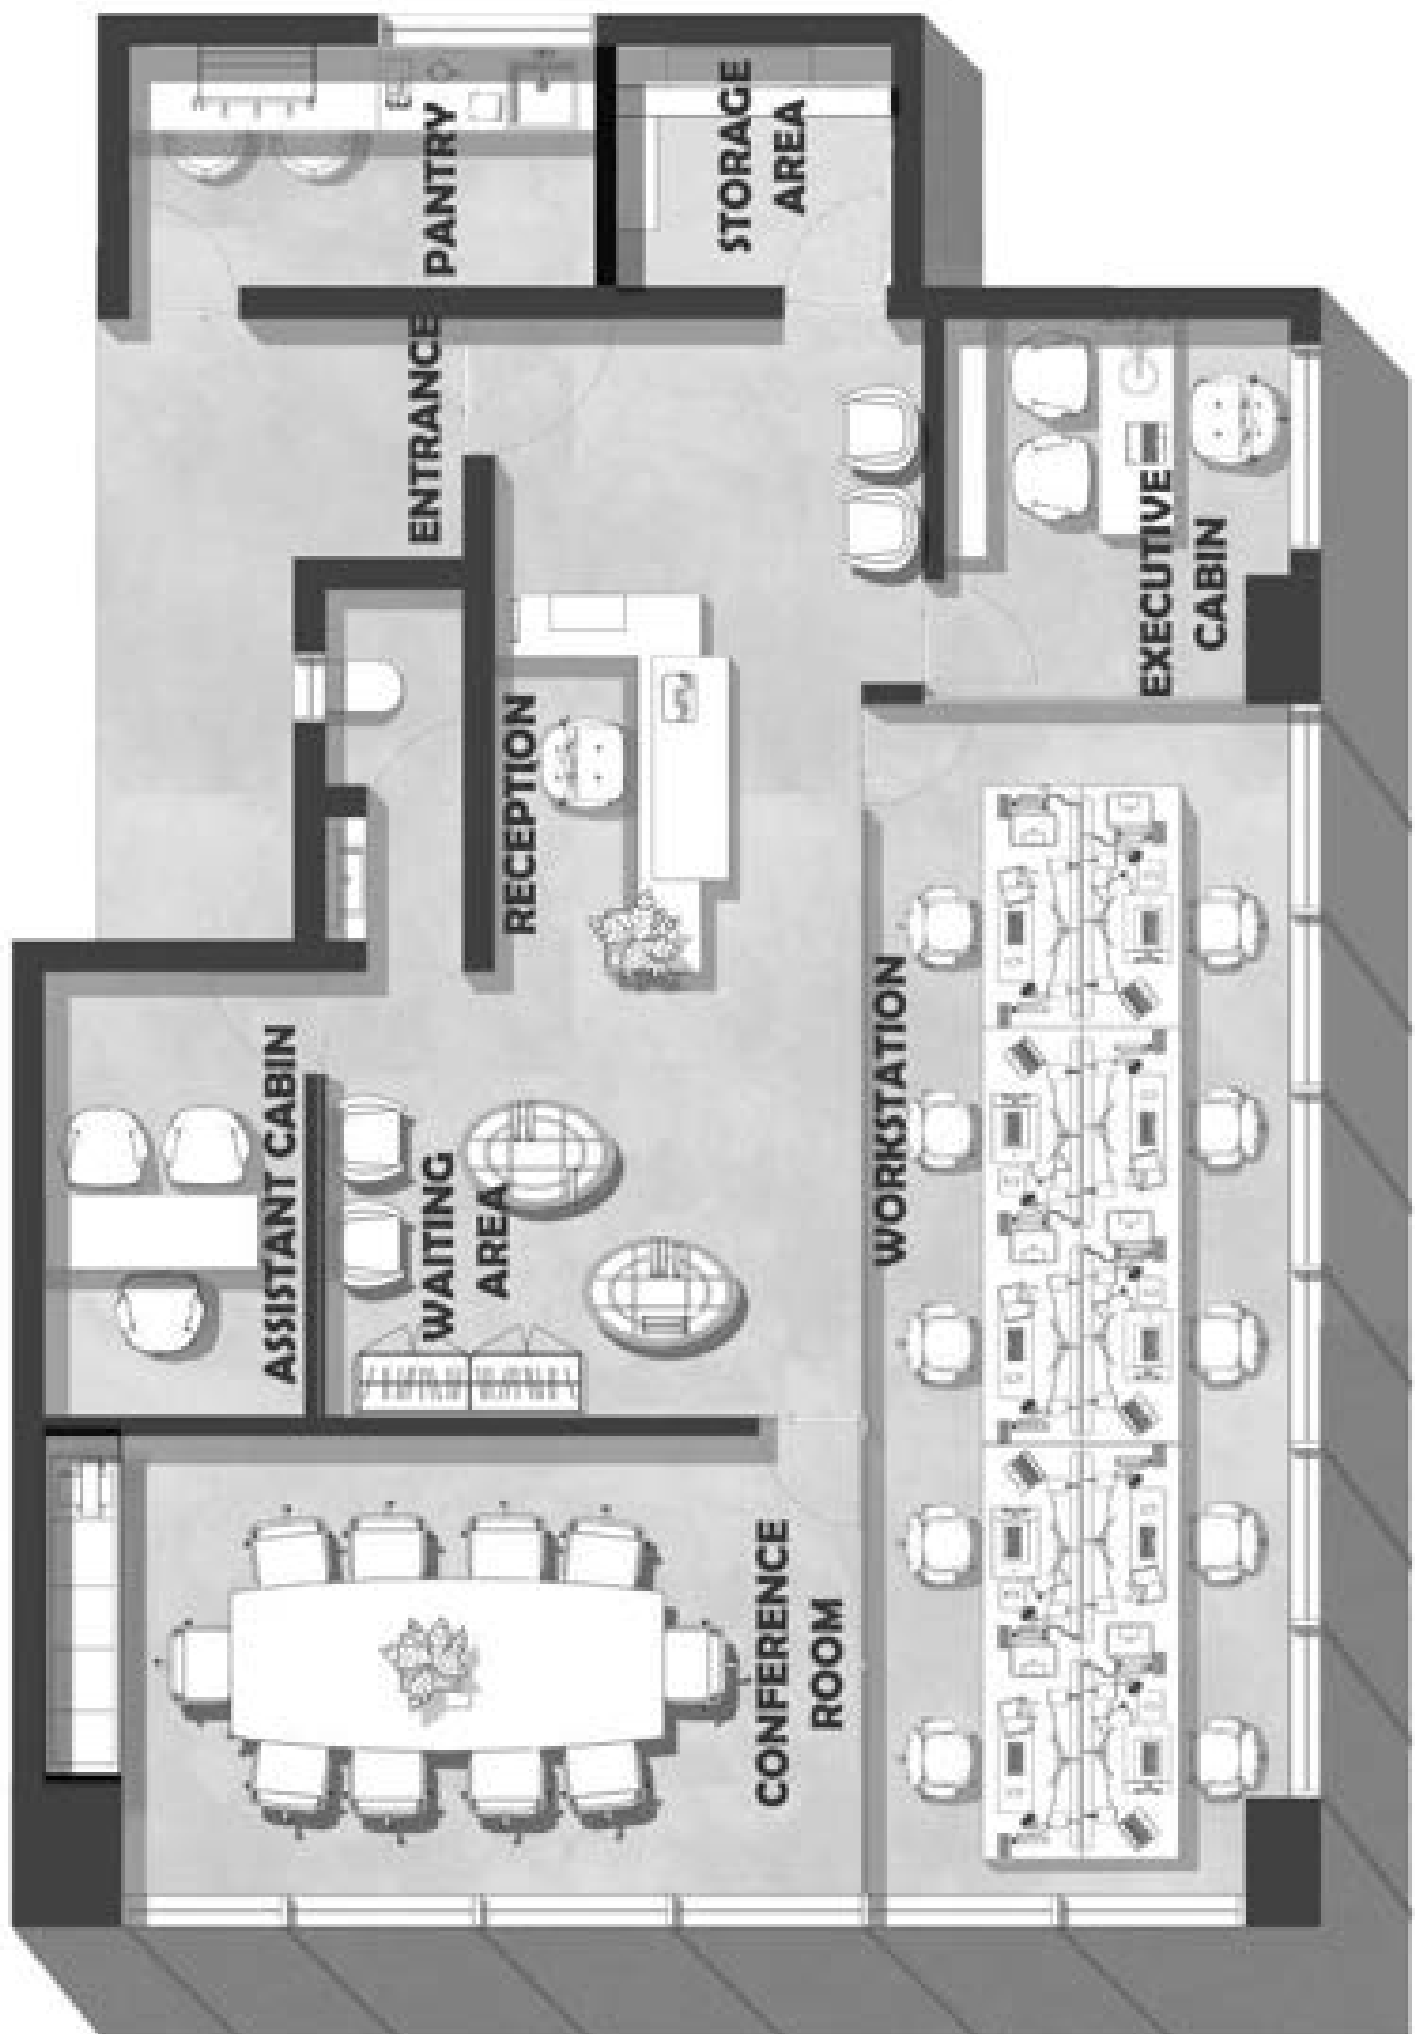 PANTRY
STORAGE
AREA
ENTRANCE
EXECUTIVE
CABIN
RECEPTION
WORKSTATION
ASSISTANT CABIN
WAITING
AREA
CONFERENCE
ROOM